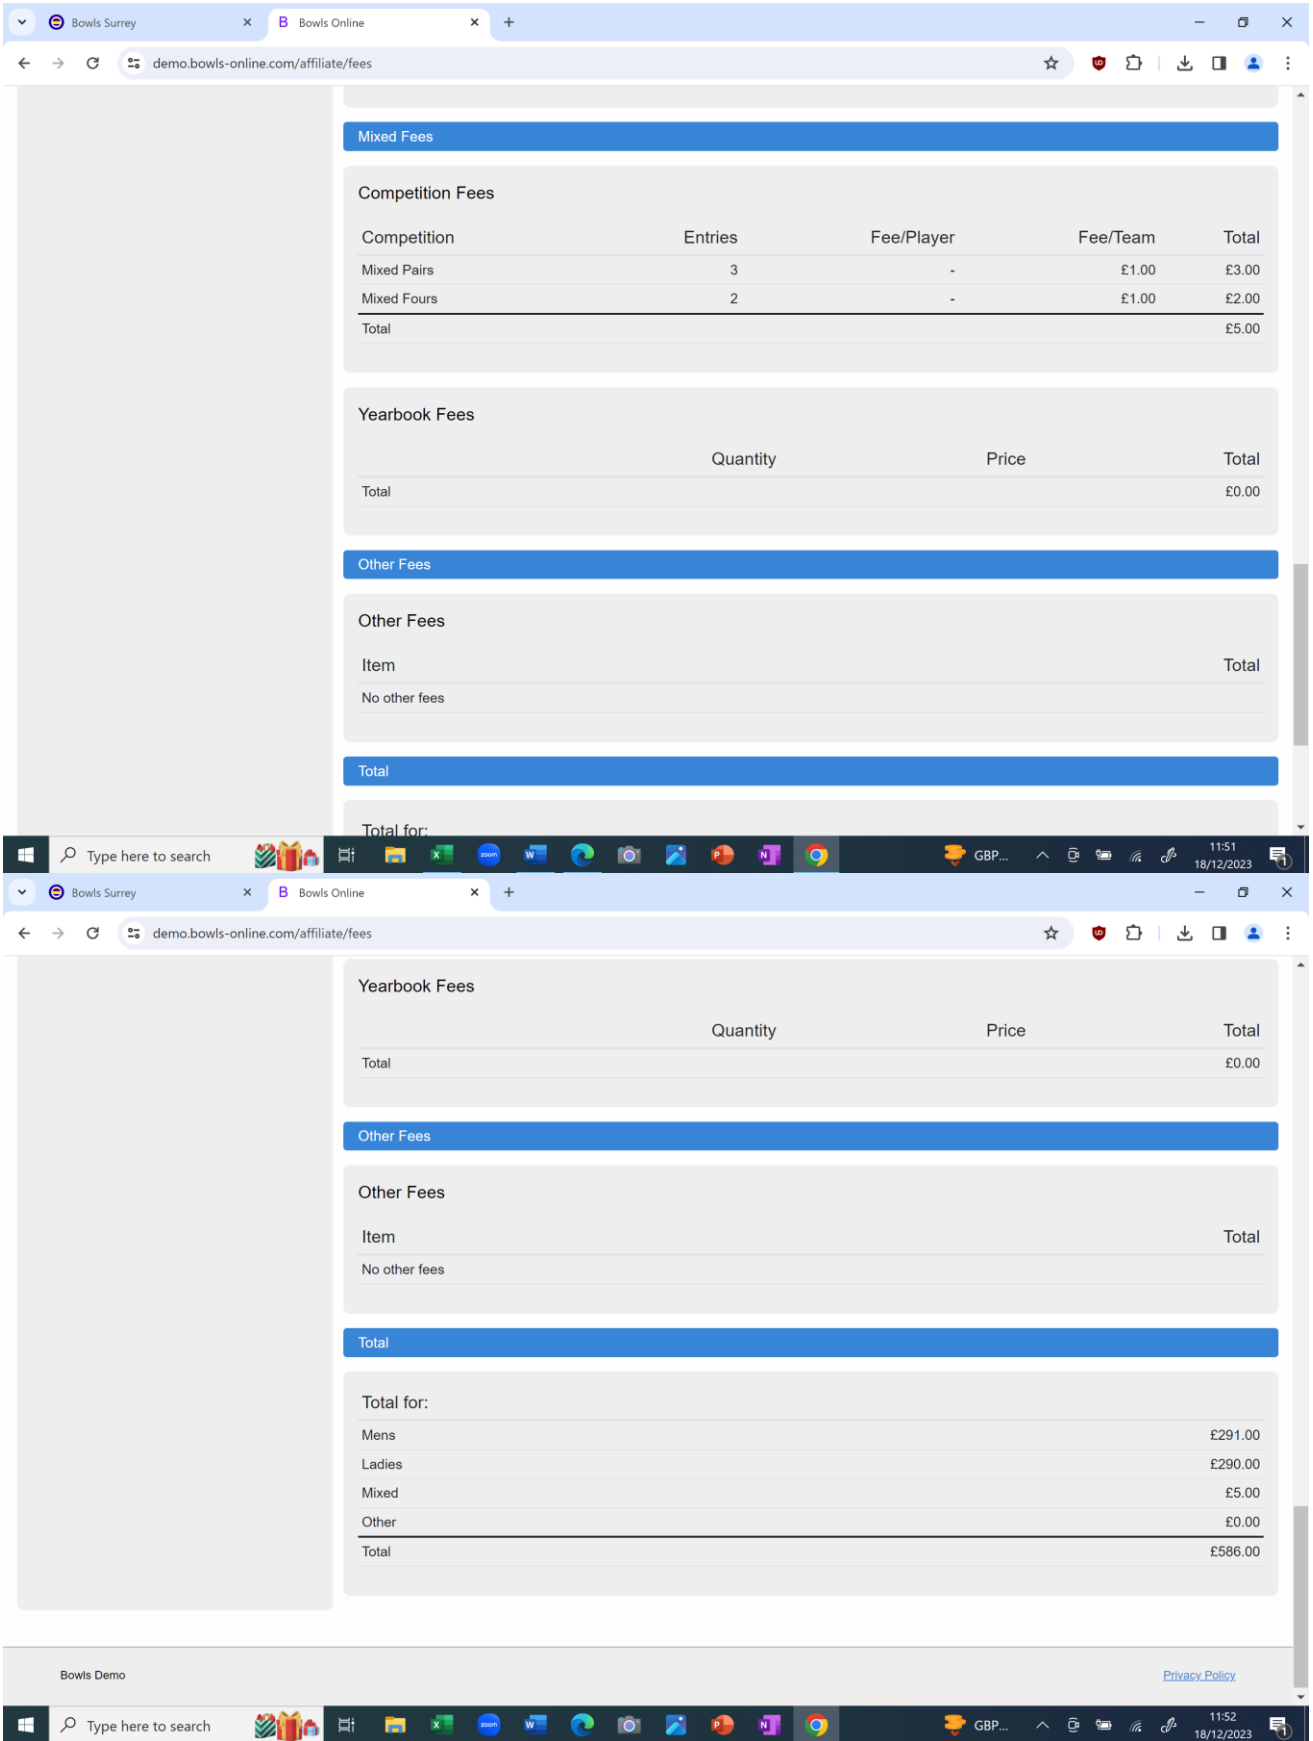 Bowls Surrey
B Bowls Online
demo.bowls-online.com/affiliate/fees
Mixed Fees
Competition Fees
Competition Entries Fee/Player Fee/Team Total
Mixed Pairs 3 - £1.00 £3.00
Mixed Fours 2 - £1.00 £2.00
Total £5.00
Yearbook Fees
Quantity Price Total
Total £0.00
Other Fees
Other Fees
Item Total
No other fees
Total
Total for:
Type here to search GBP... 11:51
18/12/2023
Bowls Surrey
B Bowls Online
demo.bowls-online.com/affiliate/fees
Yearbook Fees
Quantity Price Total
Total £0.00
Other Fees
Other Fees
Item Total
No other fees
Total
Total for:
Mens £291.00
Ladies £290.00
Mixed £5.00
Other £0.00
Total £586.00
Bowls Demo Privacy Policy
Type here to search GBP... 11:52
18/12/2023